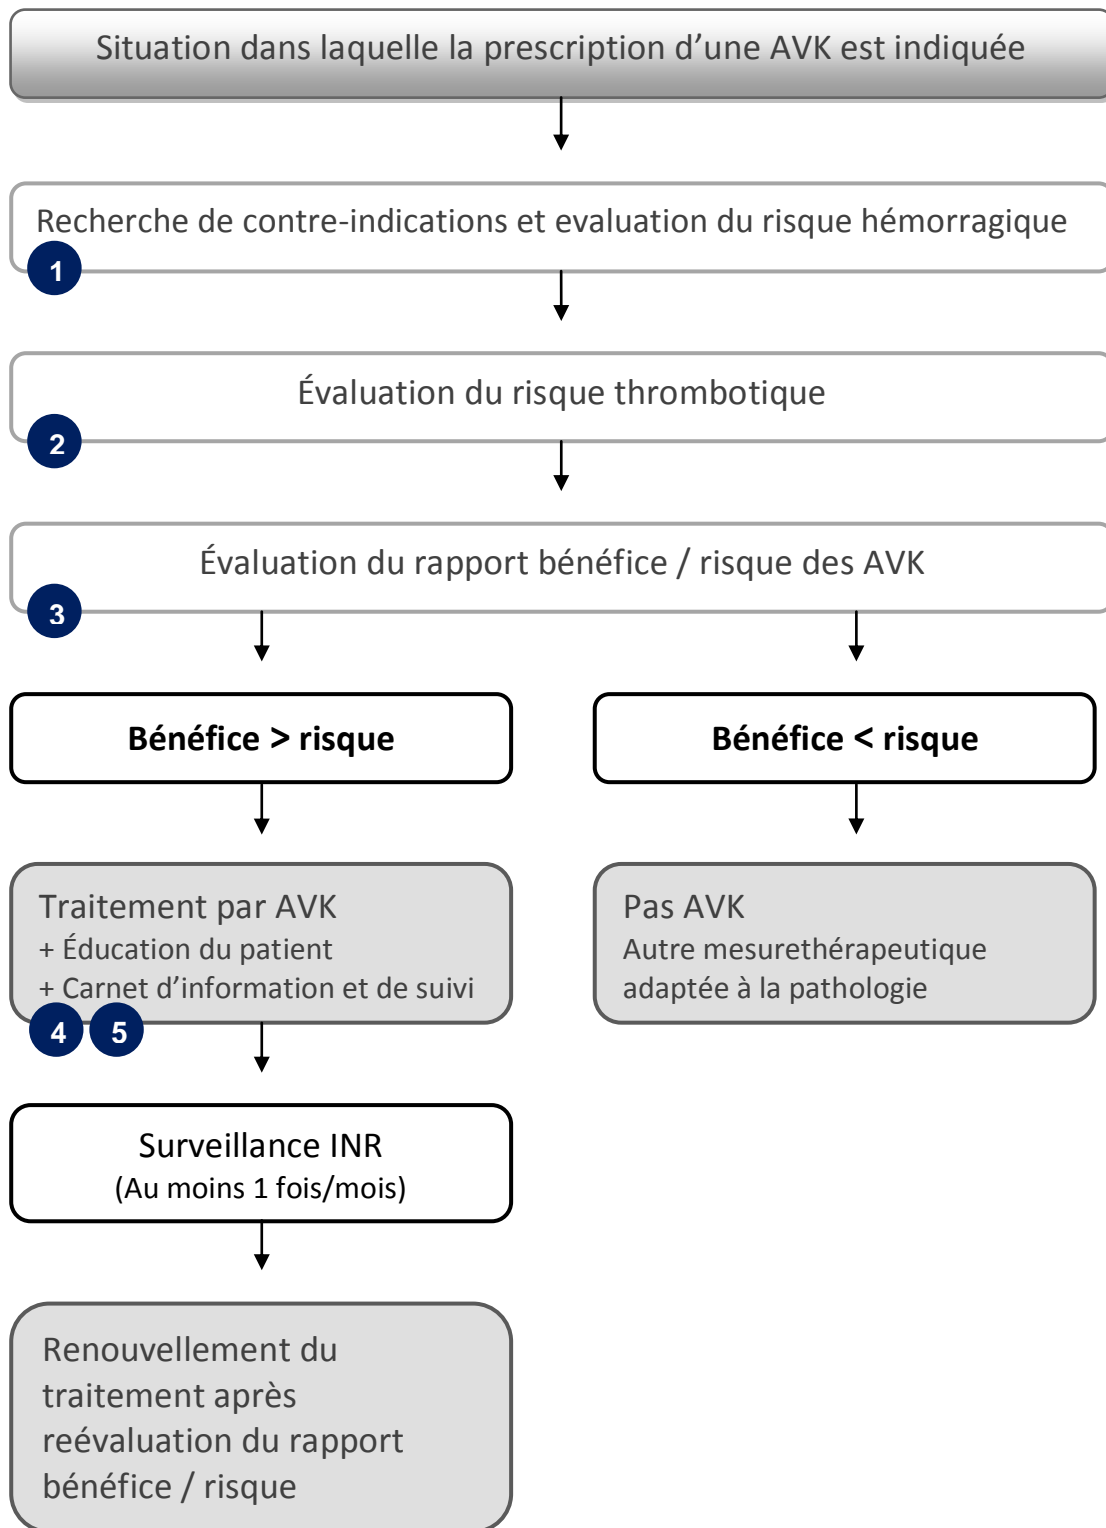 Situation dans laquelle la prescription d’une AVK est indiquée
Recherche de contre-indications et evaluation du risque hémorragique
1
Évaluation du risque thrombotique
2
Évaluation du rapport bénéfice / risque des AVK
3
Bénéfice > risque
Bénéfice < risque
Traitement par AVK
+ Éducation du patient
+ Carnet d’information et de suivi
4 5
Pas AVK
Autre mesurethérapeutique
adaptée à la pathologie
Surveillance INR
(Au moins 1 fois/mois)
Renouvellement du
traitement après
reévaluation du rapport
bénéfice / risque